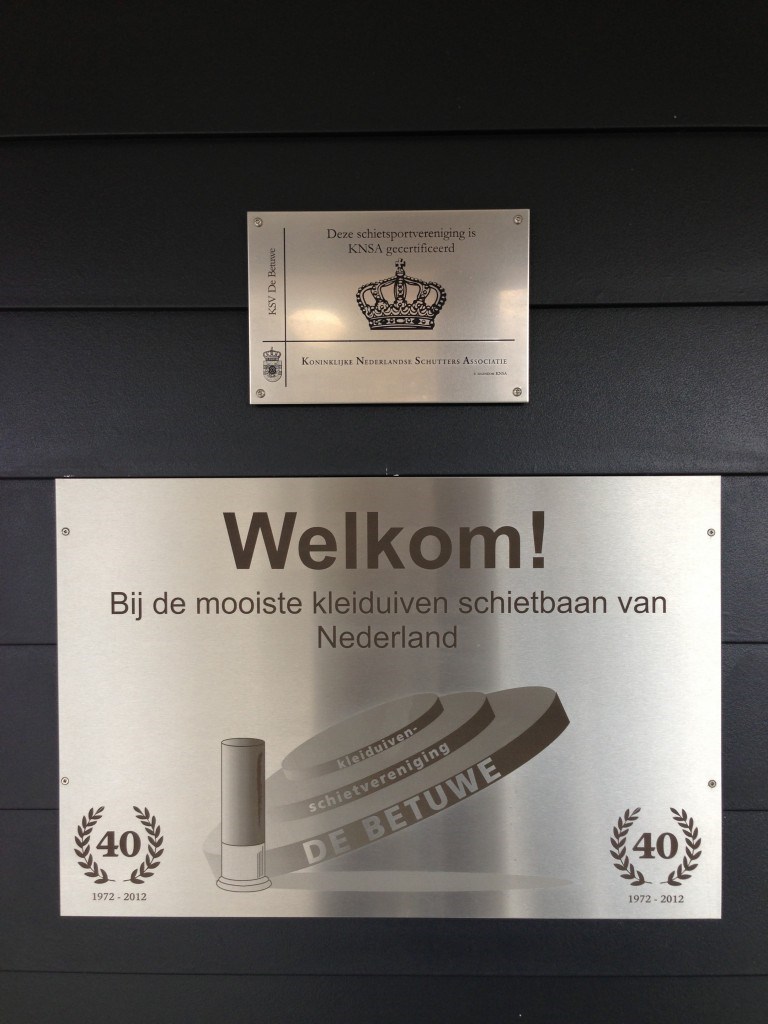 Deze schietsportvereniging is
KNSA gecertificeerd
KSV De Betuwe
KONINKLIJKE NEDERLANDSE SCHUTTERS ASSOCIATIE
Welkom!
Bij de mooiste kleiduiven schietbaan van
Nederland
kleiduiven-
schietvereniging
DE BETUWE
40
1972 - 2012
40
1972 - 2012